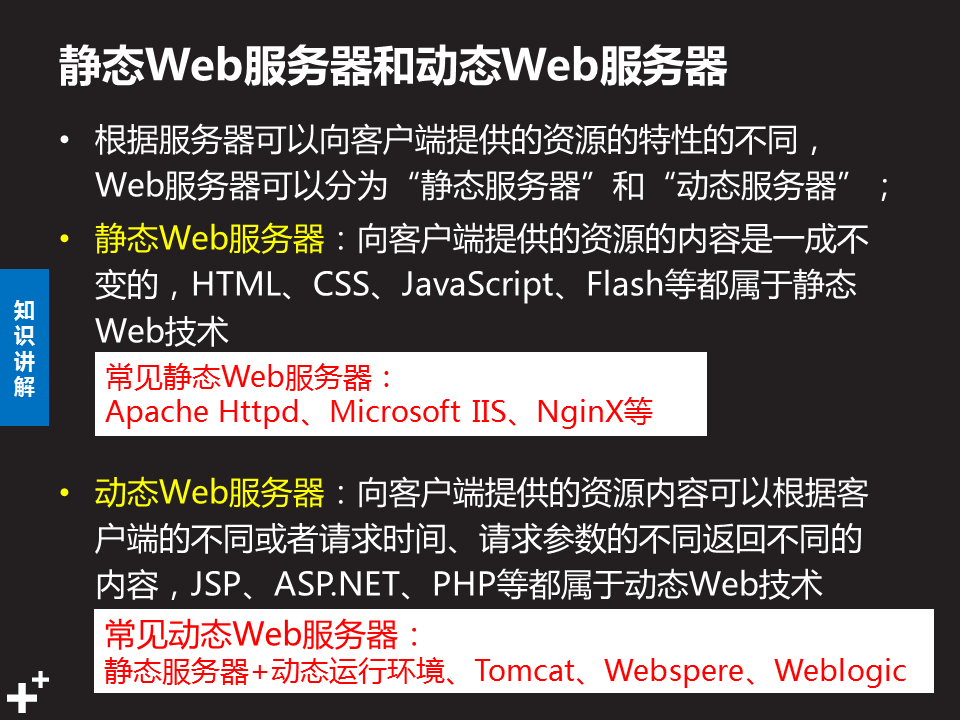 静态Web服务器和动态Web服务器
• 根据服务器可以向客户端提供的资源的特性的不同，
Web服务器可以分为“静态服务器”和“动态服务器”；
• 静态Web服务器：向客户端提供的资源的内容是一成不
变的，HTML、CSS、JavaScript、Flash等都属于静态
Web技术
常见静态Web服务器：
Apache Httpd、Microsoft IIS、NginX等
• 动态Web服务器：向客户端提供的资源内容可以根据客
户端的不同或者请求时间、请求参数的不同返回不同的
内容，JSP、ASP.NET、PHP等都属于动态Web技术
常见动态Web服务器：
静态服务器+动态运行环境、Tomcat、Webspere、Weblogic
知
识
讲
解